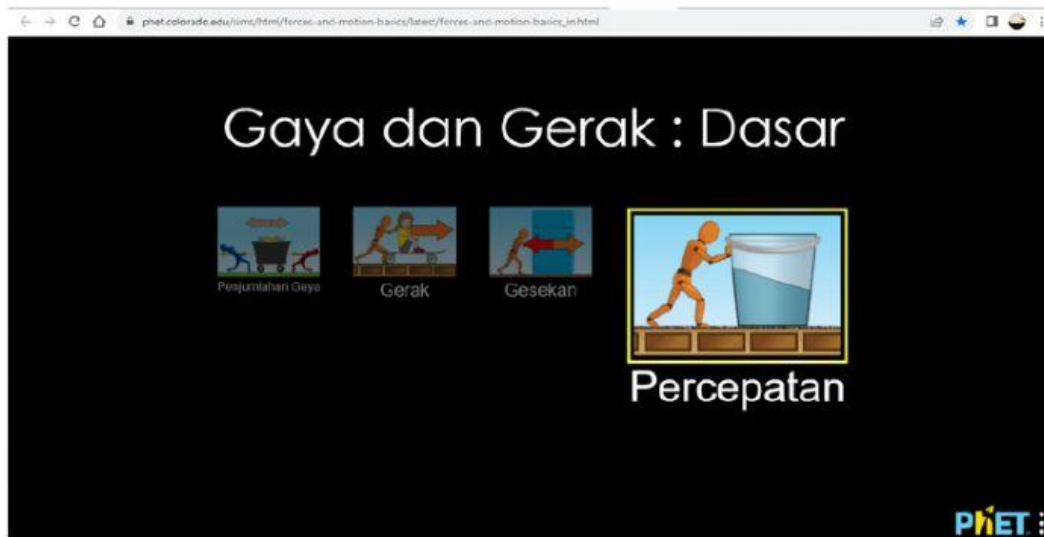 phet.colorado.edu/sims/html/forces-and-motion-basics/latest/forces-and-motion-basics_in.html
Gaya dan Gerak : Dasar
Penjumlahan Gaya
Gerak
Gesekan
Percepatan
PhET